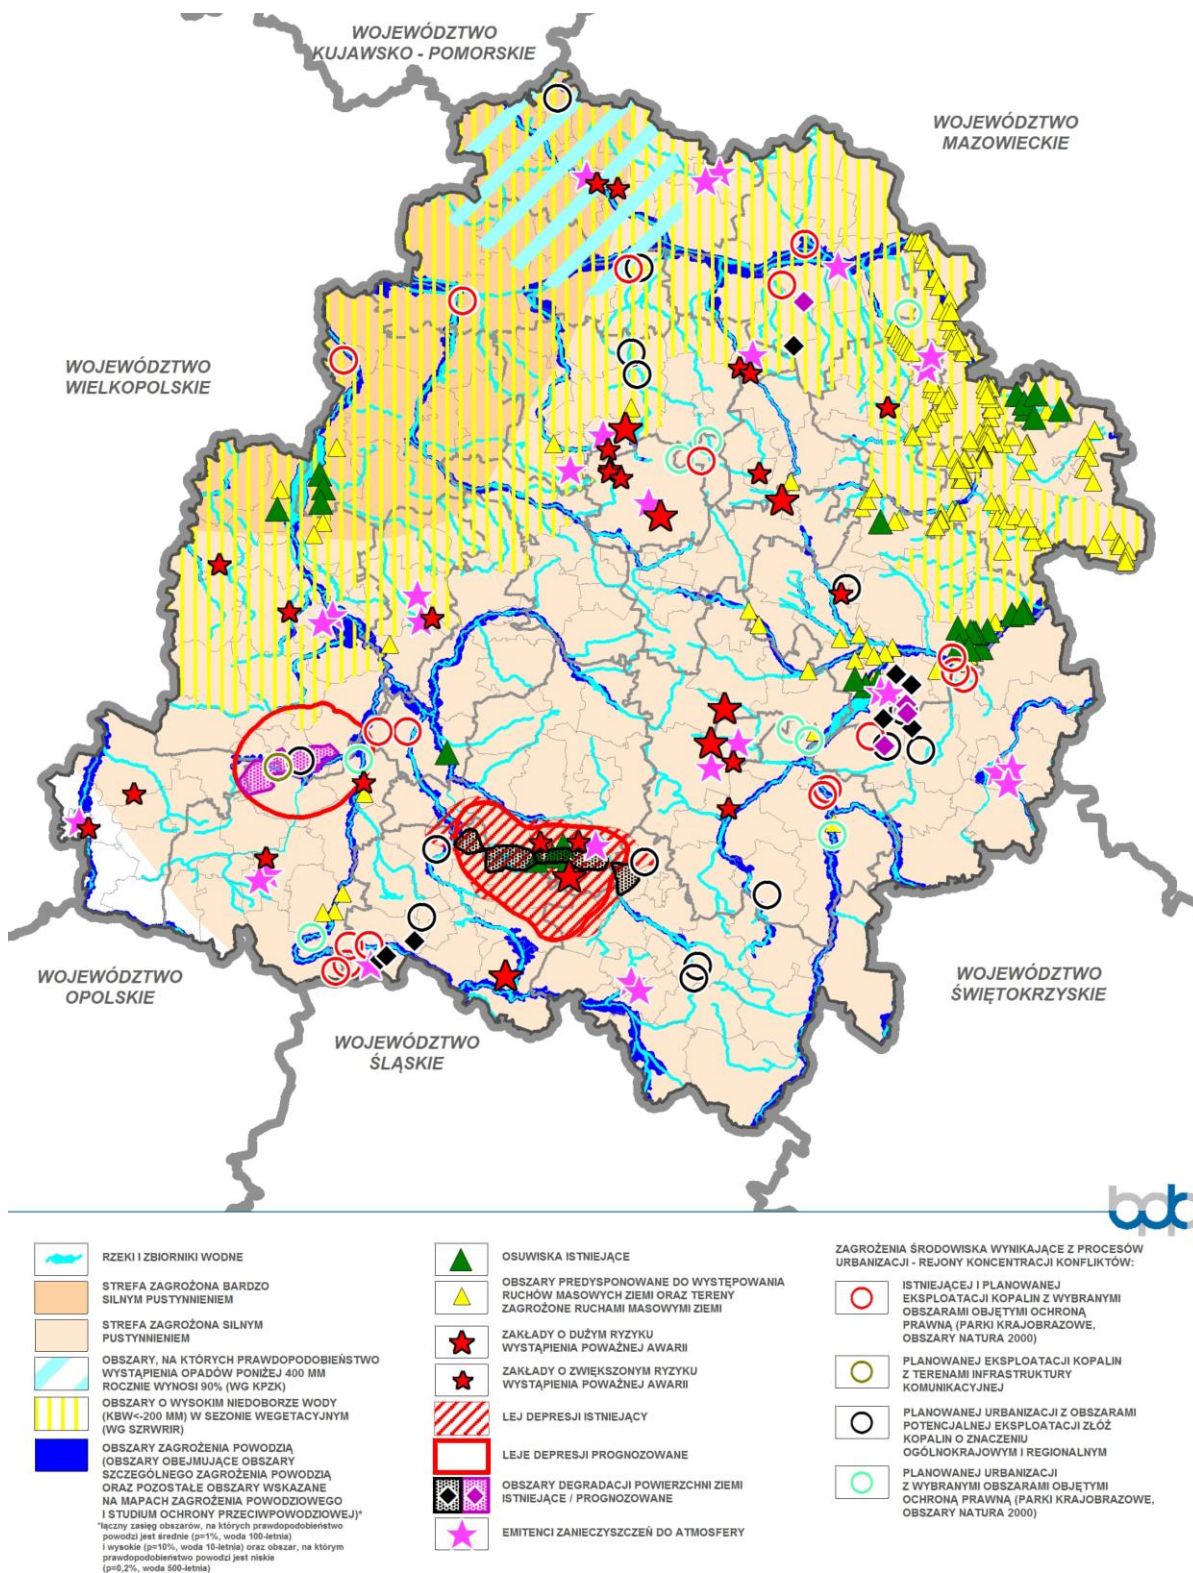 WOJEWÓDZTWO
KUJAWSKO - POMORSKIE
WOJEWÓDZTWO
MAZOWIECKIE
WOJEWÓDZTWO
WIELKOPOLSKIE
WOJEWÓDZTWO
OPOLSKIE
WOJEWÓDZTWO
ŚWIĘTOKRZYSKIE
WOJEWÓDZTWO
ŚLĄSKIE
bpp
RZEKI I ZBIORNIKI WODNE
STREFA ZAGROŻONA BARDZO
SILNYM PUSTYNNIENIEM
STREFA ZAGROŻONA SILNYM
PUSTYNNIENIEM
OBSZARY, NA KTÓRYCH PRAWDOPODOBIEŃSTWO
WYSTĄPIENIA OPADÓW PONIŻEJ 400 MM
ROCZNIE WYNOSI 90% (WG KPZK)
OBSZARY O WYSOKIM NIEDOBORZE WODY
(KBW<-200 MM) W SEZONIE WEGETACYJNYM
(WG SZRWRIR)
OBSZARY ZAGROŻENIA POWODZIĄ
(OBSZARY OBEJMUJĄCE OBSZARY
SZCZEGÓLNEGO ZAGROŻENIA POWODZIĄ
ORAZ POZOSTAŁE OBSZARY WSKAZANE
NA MAPACH ZAGROŻENIA POWODZIOWEGO
I STUDIUM OCHRONY PRZECIWPOWODZIOWEJ)*
*łączny zasięg obszarów, na których prawdopodobieństwo
powodzi jest średnie (p=1%, woda 100-letnia)
i wysokie (p=10%, woda 10-letnia) oraz obszar, na którym
prawdopodobieństwo powodzi jest niskie
(p=0,2%, woda 500-letnia)
OSUWISKA ISTNIEJĄCE
OBSZARY PREDYSPONOWANE DO WYSTĘPOWANIA
RUCHÓW MASOWYCH ZIEMI ORAZ TERENY
ZAGROŻONE RUCHAMI MASOWYMI ZIEMI
ZAKŁADY O DUŻYM RYZYKU
WYSTĄPIENIA POWAŻNEJ AWARII
ZAKŁADY O ZWIĘKSZONYM RYZYKU
WYSTĄPIENIA POWAŻNEJ AWARII
LEJ DEPRESJI ISTNIEJĄCY
LEJE DEPRESJI PROGNOZOWANE
OBSZARY DEGRADACJI POWIERZCHNI ZIEMI
ISTNIEJĄCE / PROGNOZOWANE
EMITENCI ZANIECZYSZCZEŃ DO ATMOSFERY
ZAGROŻENIA ŚRODOWISKA WYNIKAJĄCE Z PROCESÓW
URBANIZACJI - REJONY KONCENTRACJI KONFLIKTÓW:
ISTNIEJĄCEJ I PLANOWANEJ
EKSPLOATACJI KOPALIN Z WYBRANYMI
OBSZARAMI OBJĘTYMI OCHRONĄ
PRAWNĄ (PARKI KRAJOBRAZOWE,
OBSZARY NATURA 2000)
PLANOWANEJ EKSPLOATACJI KOPALIN
Z TERENAMI INFRASTRUKTURY
KOMUNIKACYJNEJ
PLANOWANEJ URBANIZACJI Z OBSZARAMI
POTENCJALNEJ EKSPLOATACJI ZŁÓŻ
KOPALIN O ZNACZENIU
OGÓLNOKRAJOWYM I REGIONALNYM
PLANOWANEJ URBANIZACJI
Z WYBRANYMI OBSZARAMI OBJĘTYMI
OCHRONĄ PRAWNĄ (PARKI KRAJOBRAZOWE,
OBSZARY NATURA 2000)